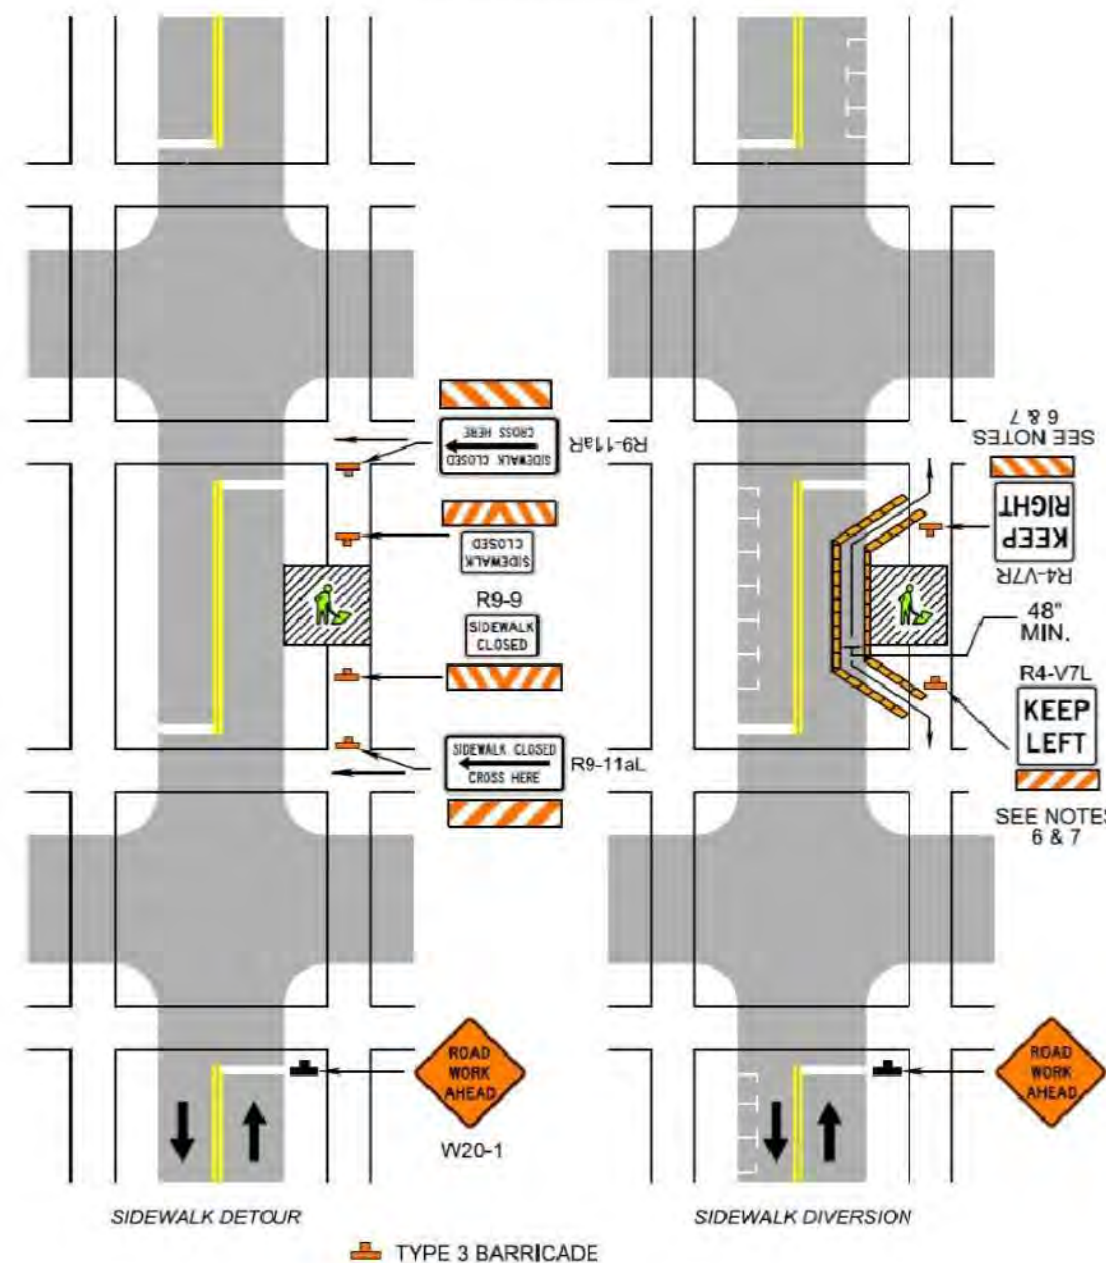 CROSS HERE
SIDEWALK CLOSED
R9-11aR
SIDEWALK
CLOSED
R9-9
SIDEWALK
CLOSED
SIDEWALK CLOSED
CROSS HERE
R9-11aL
ROAD
WORK
AHEAD
W20-1
SIDEWALK DETOUR
SEE NOTES
6 & 7
KEEP
RIGHT
R4-V7R
48"
MIN.
R4-V7L
KEEP
LEFT
SEE NOTES
6 & 7
ROAD
WORK
AHEAD
SIDEWALK DIVERSION
TYPE 3 BARRICADE